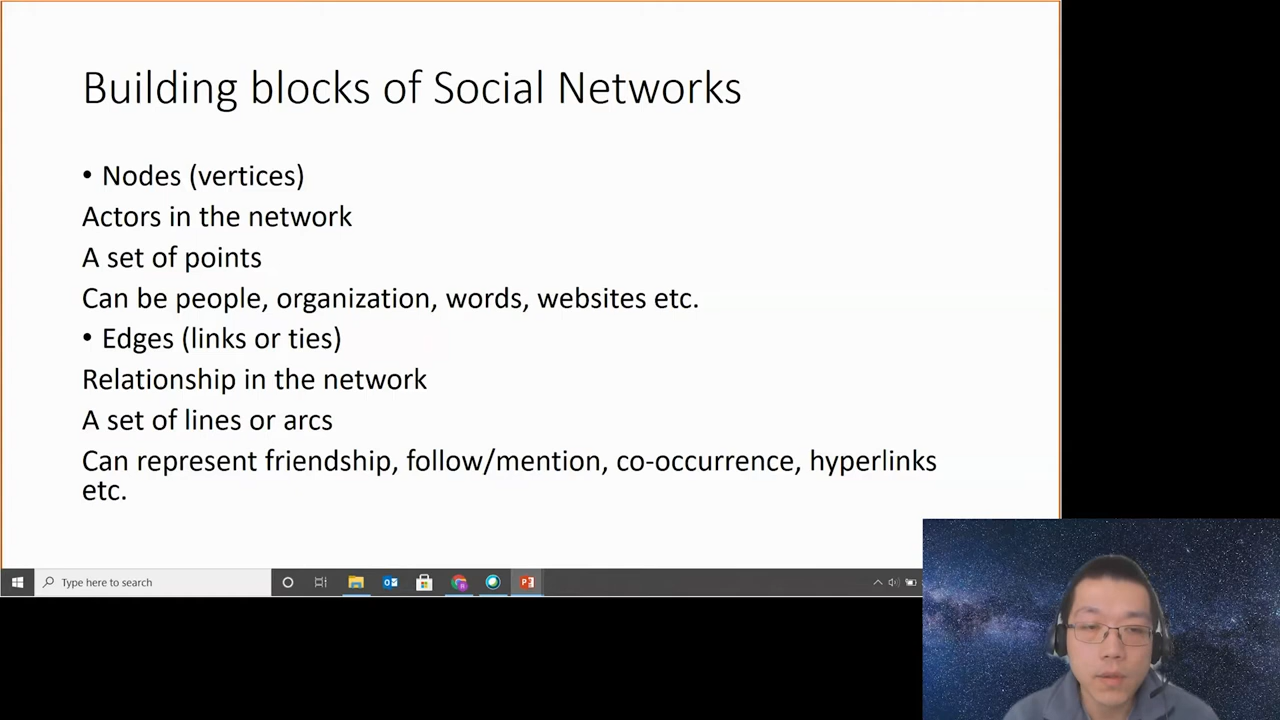 Building blocks of Social Networks
• Nodes (vertices)
Actors in the network
A set of points
Can be people, organization, words, websites etc.
• Edges (links or ties)
Relationship in the network
A set of lines or arcs
Can represent friendship, follow/mention, co-occurrence, hyperlinks
etc.
Type here to search